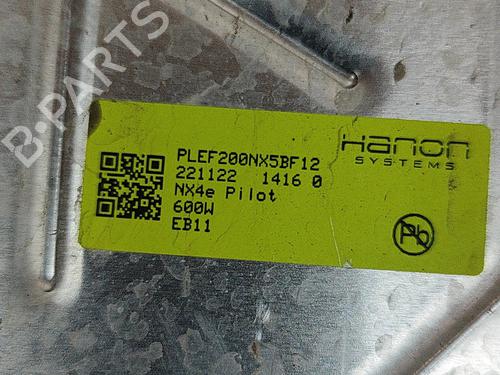 B-PARTS
PLEF200NX5BF12
221122 1416 0
NX4e Pilot
600W
EB11
Hanon
SYSTEMS
Pb